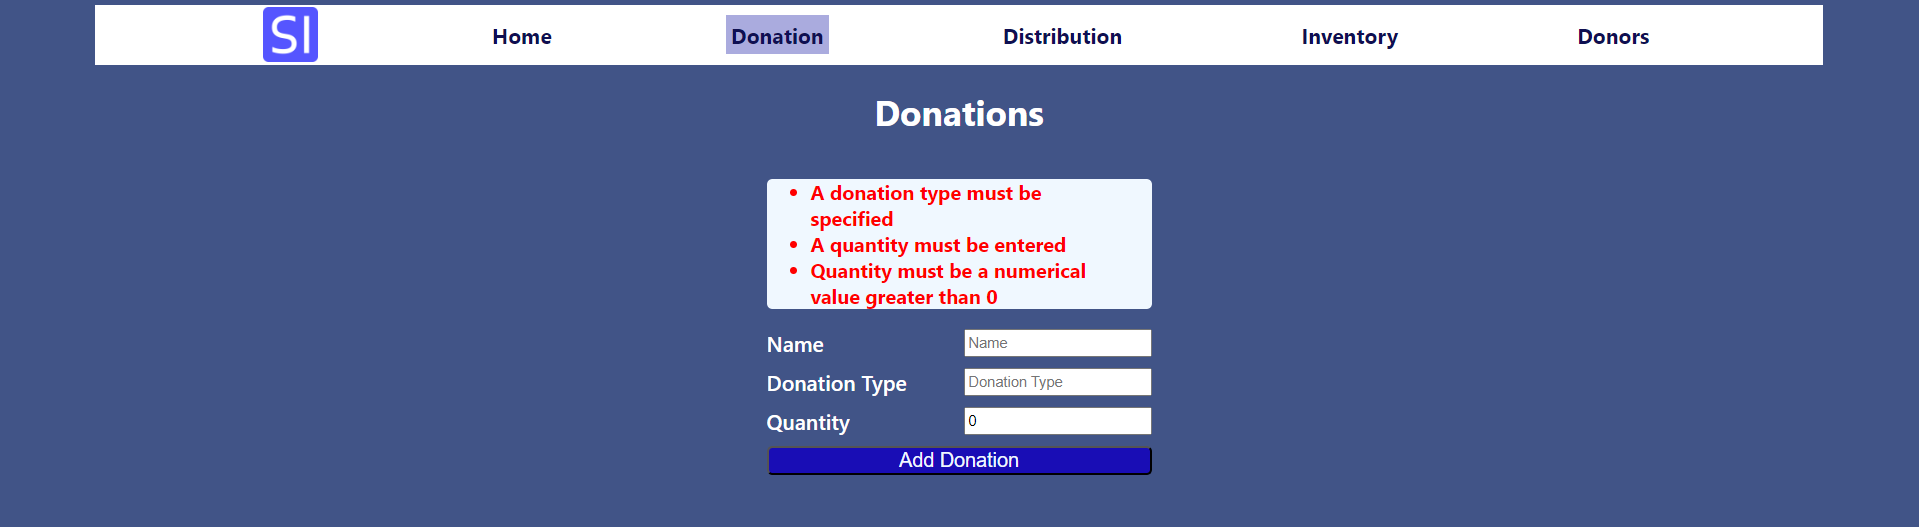 SI Home Donation Distribution Inventory Donors
Donations
• A donation type must be
specified
• A quantity must be entered
• Quantity must be a numerical
value greater than 0
Name Name
Donation Type Donation Type
Quantity 0
Add Donation